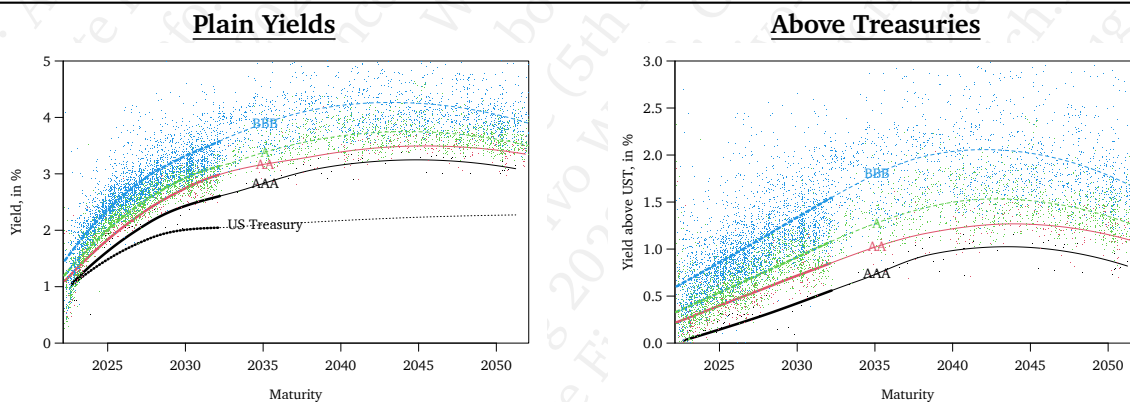 Plain Yields
5
4
3
2
1
0
Yield, in %
BBB
A
AA
AAA
US Treasury
2025 2030 2035 2040 2045 2050
Maturity
Above Treasuries
3.0
2.5
2.0
1.5
1.0
0.5
0.0
Yield above UST, in %
BBB
A
AA
AAA
2025 2030 2035 2040 2045 2050
Maturity